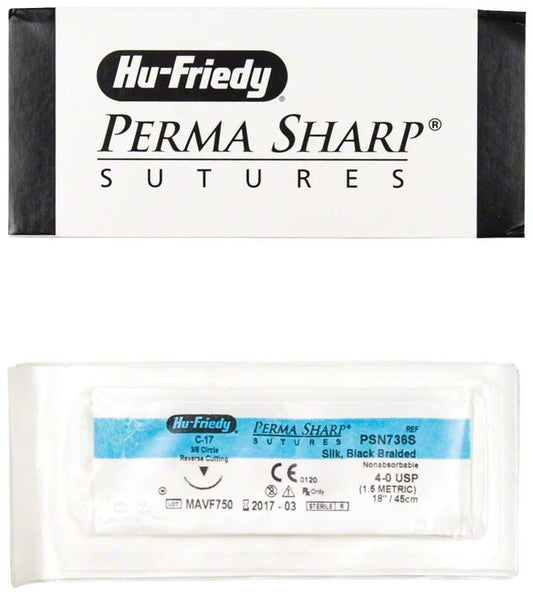 Hu-Friedy®
PERMA SHARP®
SUTURES
Hu-Friedy PERMA SHARP® REF
C-17 SUTURES PSN736S
3/8 Circle Silk, Black Braided
Reverse Cutting Nonabsorbable
CE 0120 4-0 USP
Rx Only (1.5 METRIC)
LOT MAVF750 2017-03 STERILE R 18" / 45cm